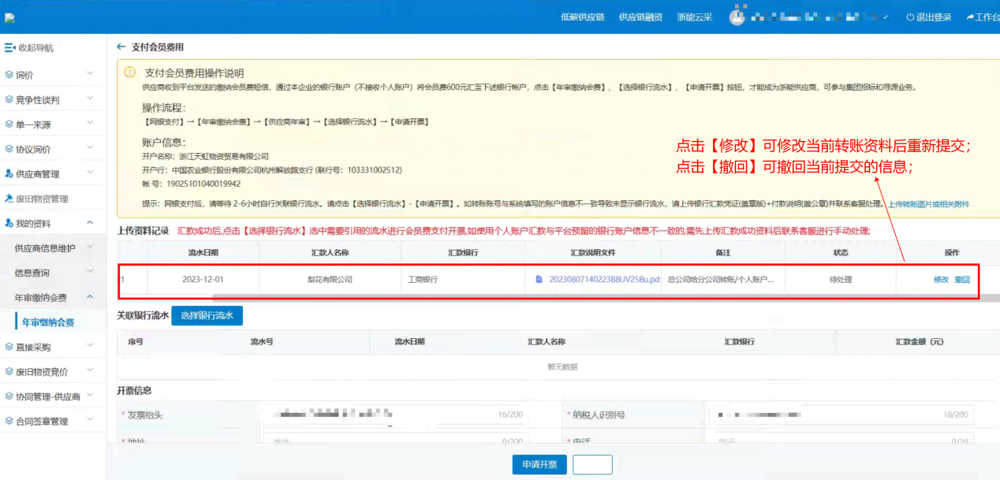 低碳供应链 供应链融资 浙能云采 退出登录 工作台
收起导航
询价
竞争性谈判
单一来源
协议询价
供应商管理
废旧物资管理
我的资料
供应商信息维护
信息查询
年审缴纳会费
年审缴纳会费
直接采购
废旧物资竞价
协同管理-供应商
合同签章管理
支付会员费用
支付会员费用操作说明
供应商收到平台发送的缴纳会员费短信，通过本企业的银行账户（不接收个人账户）将会员费600元汇至下述银行帐户，点击【年审缴纳会费】、【选择银行流水】、【申请开票】按钮，才能成为浙能供应商，可参与集团招标和寻源业务。
操作流程：
【网银支付】→【年审缴纳会费】→【供应商年审】→【选择银行流水】→【申请开票】
账户信息：
开户名称：浙江天虹物资贸易有限公司
开户行：中国农业银行股份有限公司杭州解放路支行 (联行号：103331002512)
帐 号：19025101040019942
提示：网银支付后，请等待 2-6小时自行关联银行流水。请点击【选择银行流水】-【申请开票】。如转账账号与系统填写的账户信息不一致导致未显示银行流水，请上传银行汇款凭证(盖章版)+付款说明(盖公章)并联系客服处理。 上传转账图片或相关附件
点击【修改】可修改当前转账资料后重新提交；
点击【撤回】可撤回当前提交的信息；
上传资料记录 汇款成功后,点击【选择银行流水】选中需要引用的流水进行会员费支付开票,如使用个人账户汇款与平台预留的银行账户信息不一致的,需先上传汇款成功资料后联系客服进行手动处理;
流水日期 汇款人名称 汇款银行 汇款说明文件 备注 状态 操作
1 2023-12-01 梨花有限公司 工商银行 20230807140223B8UV25Bu.pd 总公司给分公司转账/个人账户... 待处理 修改 撤回
关联银行流水 选择银行流水
序号 流水号 流水日期 汇款人名称 汇款银行 汇款金额（元）
暂无数据
开票信息
* 发票抬头 16/200 * 纳税人识别号 18/200
* 地址 地址 0/200 * 电话 电话 0/20
申请开票